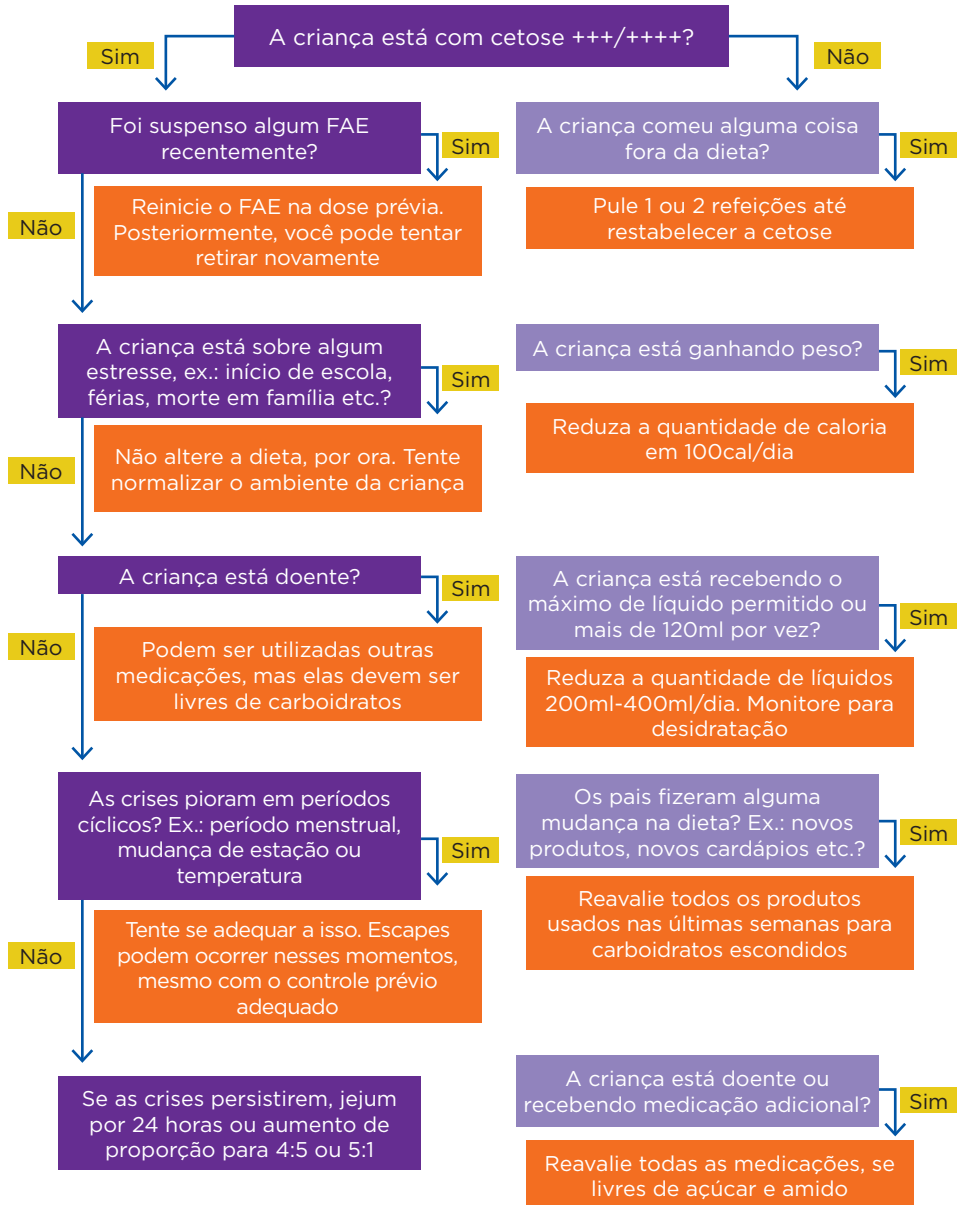 A criança está com cetose +++/++++?
Sim
Não
Foi suspenso algum FAE
recentemente?
Sim
Reinicie o FAE na dose prévia.
Posteriormente, você pode tentar
retirar novamente
Não
A criança está sobre algum
estresse, ex.: início de escola,
férias, morte em família etc.?
Sim
Não altere a dieta, por ora. Tente
normalizar o ambiente da criança
Não
A criança está doente?
Sim
Podem ser utilizadas outras
medicações, mas elas devem ser
livres de carboidratos
Não
As crises pioram em períodos
cíclicos? Ex.: período menstrual,
mudança de estação ou
temperatura
Sim
Tente se adequar a isso. Escapes
podem ocorrer nesses momentos,
mesmo com o controle prévio
adequado
Não
Se as crises persistirem, jejum
por 24 horas ou aumento de
proporção para 4:5 ou 5:1
A criança comeu alguma coisa
fora da dieta?
Sim
Pule 1 ou 2 refeições até
restabelecer a cetose
A criança está ganhando peso?
Sim
Reduza a quantidade de caloria
em 100cal/dia
A criança está recebendo o
máximo de líquido permitido ou
mais de 120ml por vez?
Sim
Reduza a quantidade de líquidos
200ml-400ml/dia. Monitore para
desidratação
Os pais fizeram alguma
mudança na dieta? Ex.: novos
produtos, novos cardápios etc.?
Sim
Reavalie todos os produtos
usados nas últimas semanas para
carboidratos escondidos
A criança está doente ou
recebendo medicação adicional?
Sim
Reavalie todas as medicações, se
livres de açúcar e amido